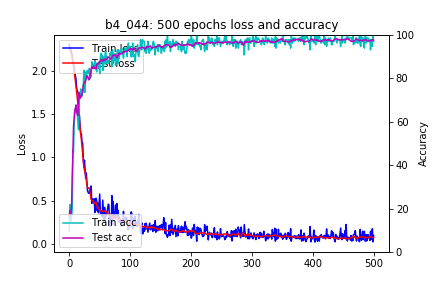 b4_044: 500 epochs loss and accuracy
Train loss
Test loss
Train acc
Test acc
Loss
Accuracy
2.0
1.5
1.0
0.5
0.0
100
80
60
40
20
0
0
100
200
300
400
500